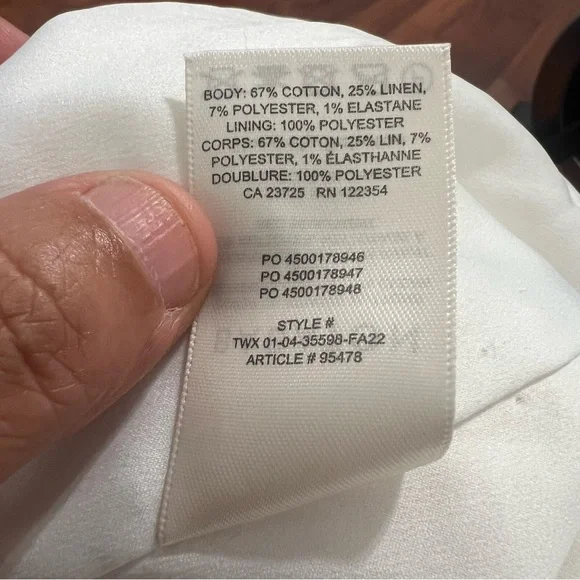 BODY: 67% COTTON, 25% LINEN,
7% POLYESTER, 1% ELASTANE
LINING: 100% POLYESTER
CORPS: 67% COTON, 25% LIN, 7%
POLYESTER, 1% ÉLASTHANNE
DOUBLURE: 100% POLYESTER
CA 23725 RN 122354
PO 4500178946
PO 4500178947
PO 4500178948
STYLE #
TWX 01-04-35598-FA22
ARTICLE # 95478